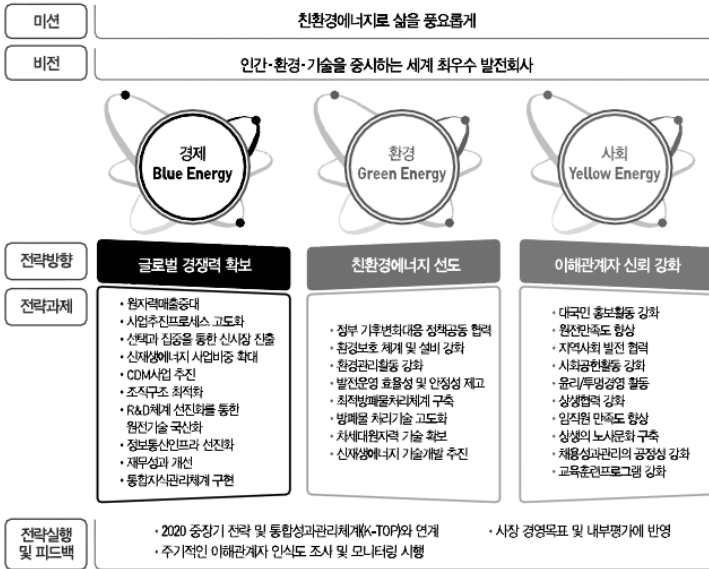 미션
친환경에너지로 삶을 풍요롭게
비전
인간·환경·기술을 중시하는 세계 최우수 발전회사
경제
Blue Energy
환경
Green Energy
사회
Yellow Energy
전략방향
글로벌 경쟁력 확보
친환경에너지 선도
이해관계자 신뢰 강화
전략과제
• 원자력매출증대
• 사업추진프로세스 고도화
• 선택과 집중을 통한 신시장 진출
• 신재생에너지 사업비중 확대
• CDM사업 추진
• 조직구조 최적화
• R&D체계 선진화를 통한
원전기술 국산화
• 정보통신인프라 선진화
• 재무성과 개선
• 통합지식관리체계 구현
• 정부 기후변화대응 정책공동 협력
• 환경보호 체계 및 설비 강화
• 환경관리활동 강화
• 발전운영 효율성 및 안정성 제고
• 최적방폐물처리체계 구축
• 방폐물 처리기술 고도화
• 차세대원자력 기술 확보
• 신재생에너지 기술개발 추진
• 대국민 홍보활동 강화
• 원전만족도 향상
• 지역사회 발전 협력
• 사회공헌활동 강화
• 윤리/투명경영 활동
• 상생협력 강화
• 임직원 만족도 향상
• 상생의 노사문화 구축
• 채용성과관리의 공정성 강화
• 교육훈련프로그램 강화
전략실행
및 피드백
• 2020 중장기 전략 및 통합성과관리체계(K-TOP)와 연계
• 사장 경영목표 및 내부평가에 반영
• 주기적인 이해관계자 인식도 조사 및 모니터링 시행